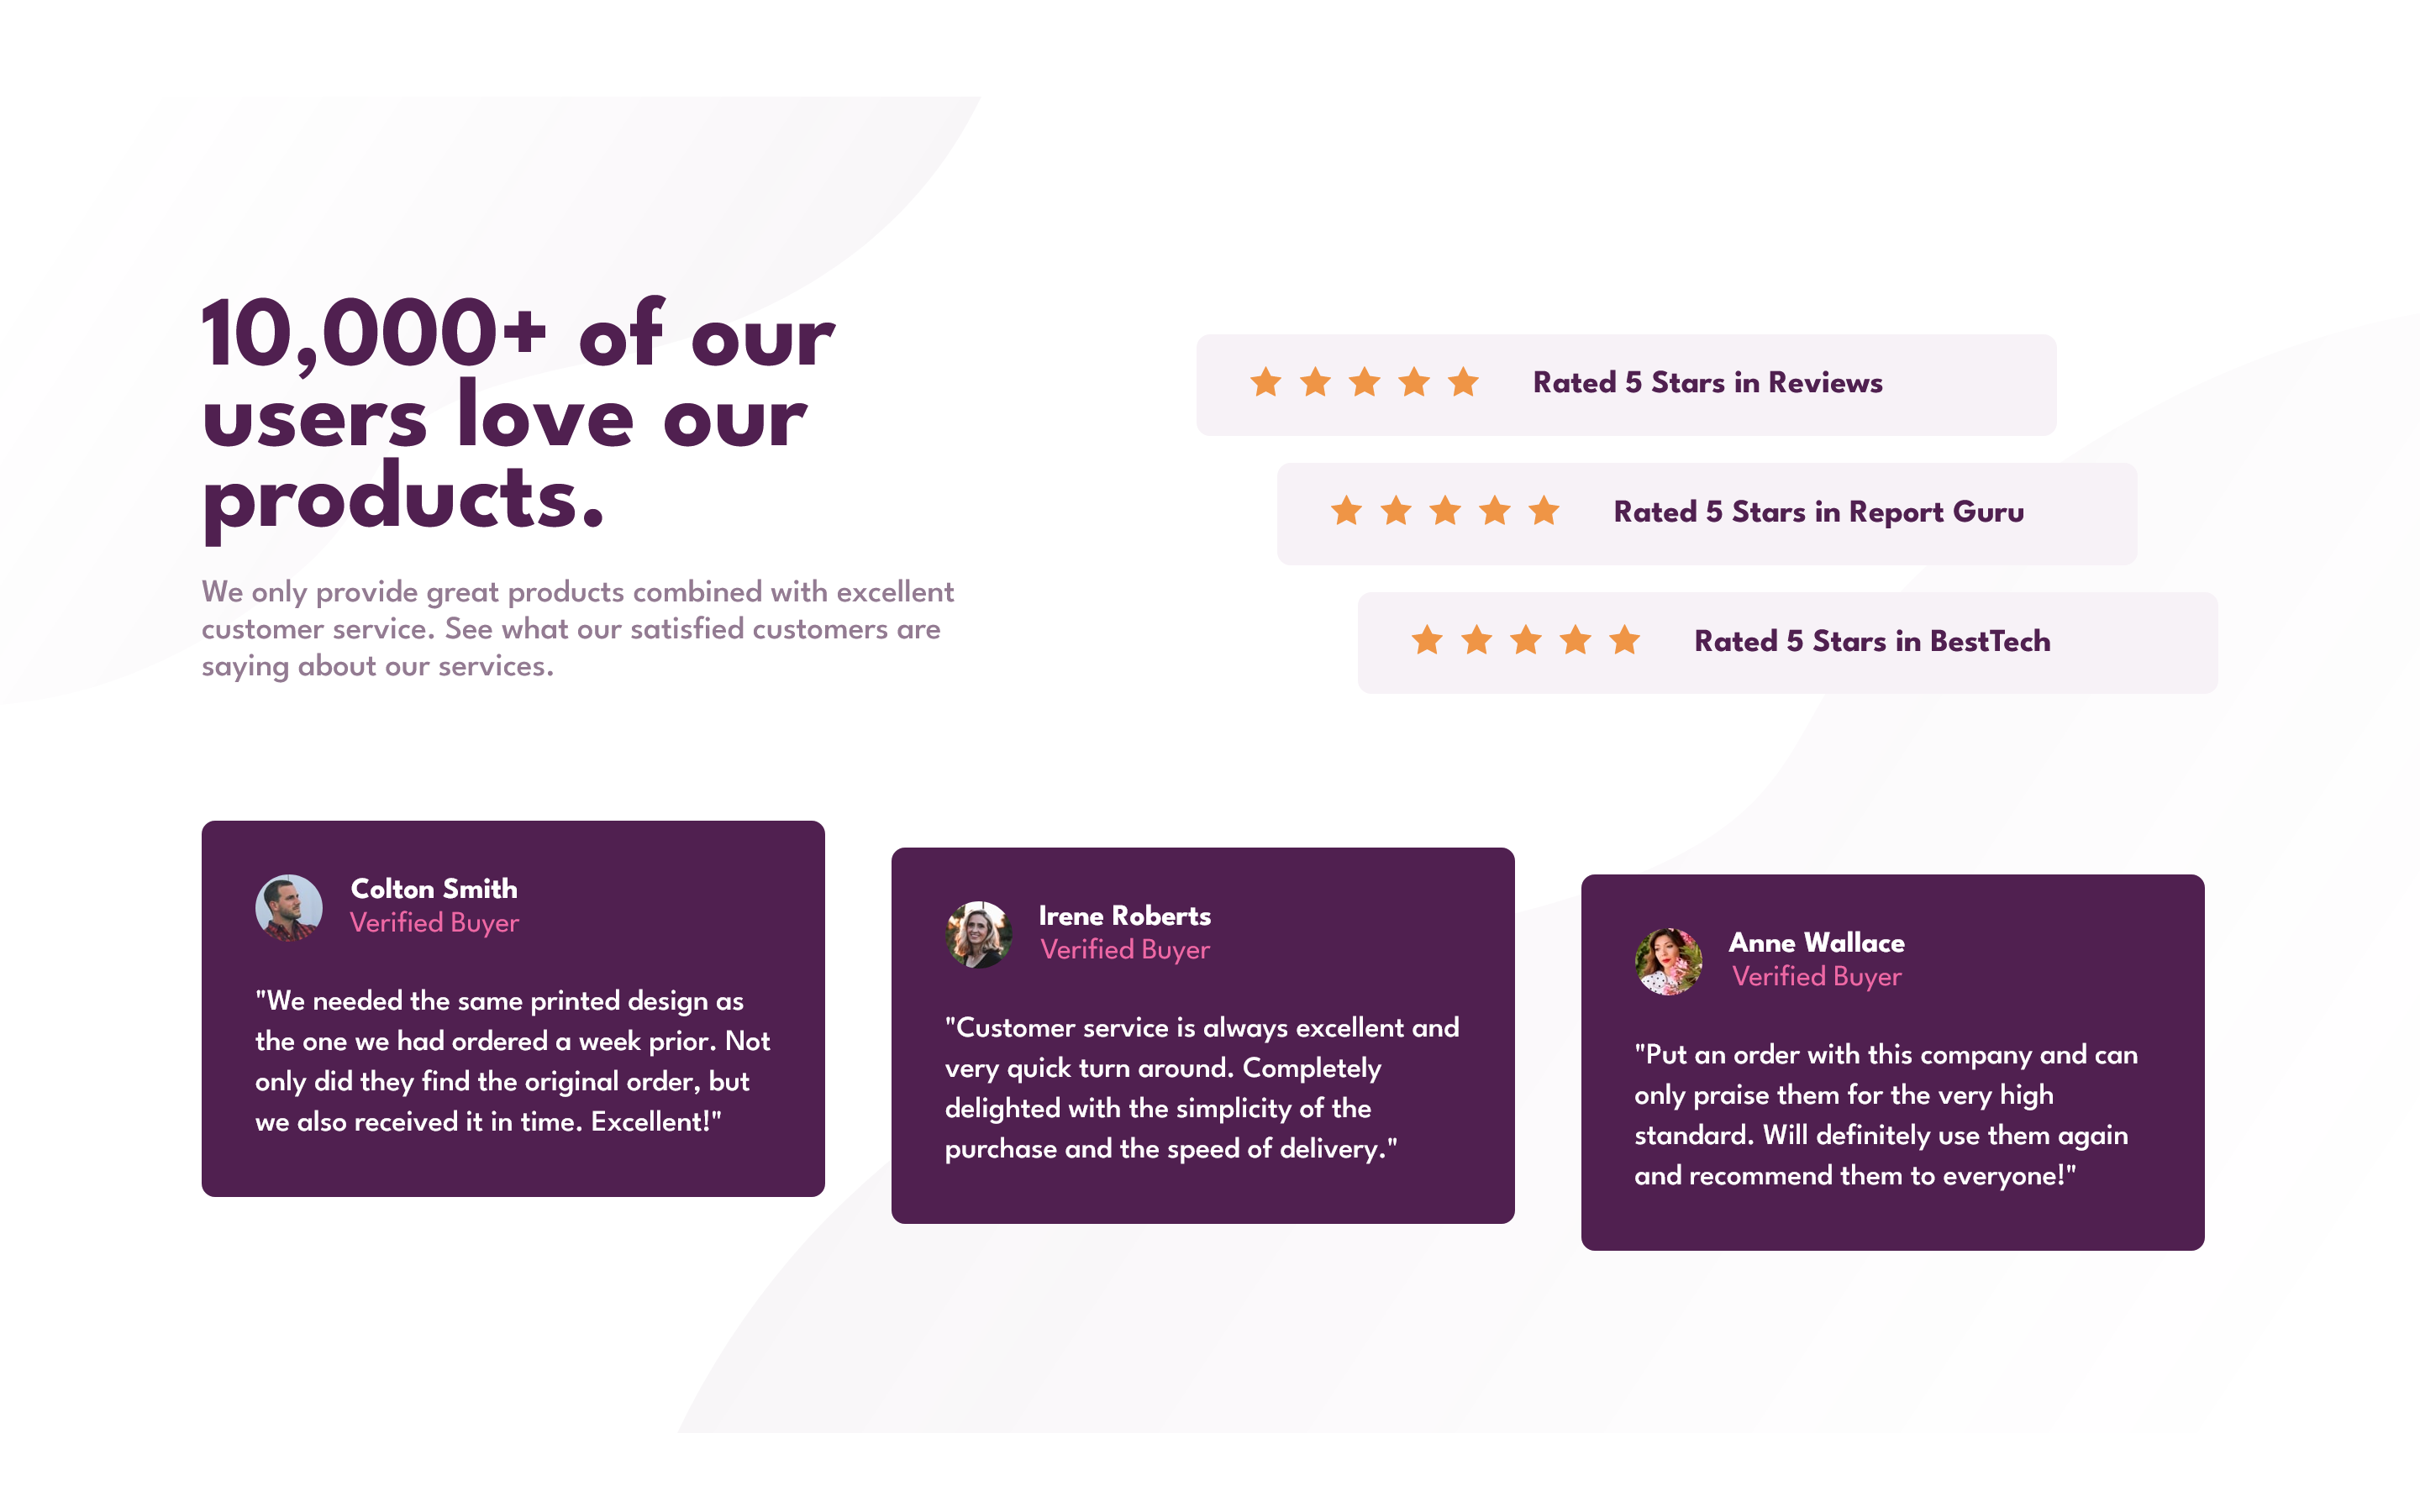 10,000+ of our
users love our
products.
We only provide great products combined with excellent
customer service. See what our satisfied customers are
saying about our services.
Rated 5 Stars in Reviews
Rated 5 Stars in Report Guru
Rated 5 Stars in BestTech
Colton Smith
Verified Buyer
"We needed the same printed design as
the one we had ordered a week prior. Not
only did they find the original order, but
we also received it in time. Excellent!"
Irene Roberts
Verified Buyer
"Customer service is always excellent and
very quick turn around. Completely
delighted with the simplicity of the
purchase and the speed of delivery."
Anne Wallace
Verified Buyer
"Put an order with this company and can
only praise them for the very high
standard. Will definitely use them again
and recommend them to everyone!"